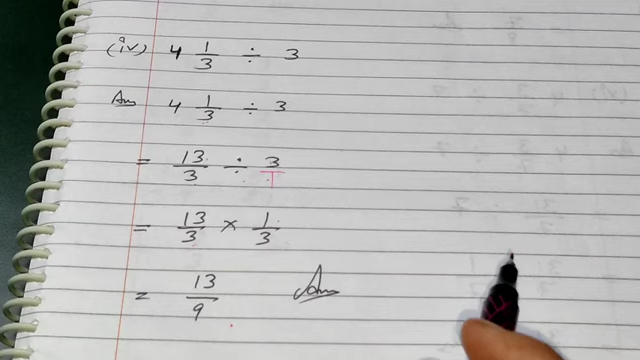 (iv) 4 1/3 ÷ 3
Ans 4 1/3 ÷ 3
= 13/3 ÷ 3/1
= 13/3 × 1/3
= 13/9 Ans